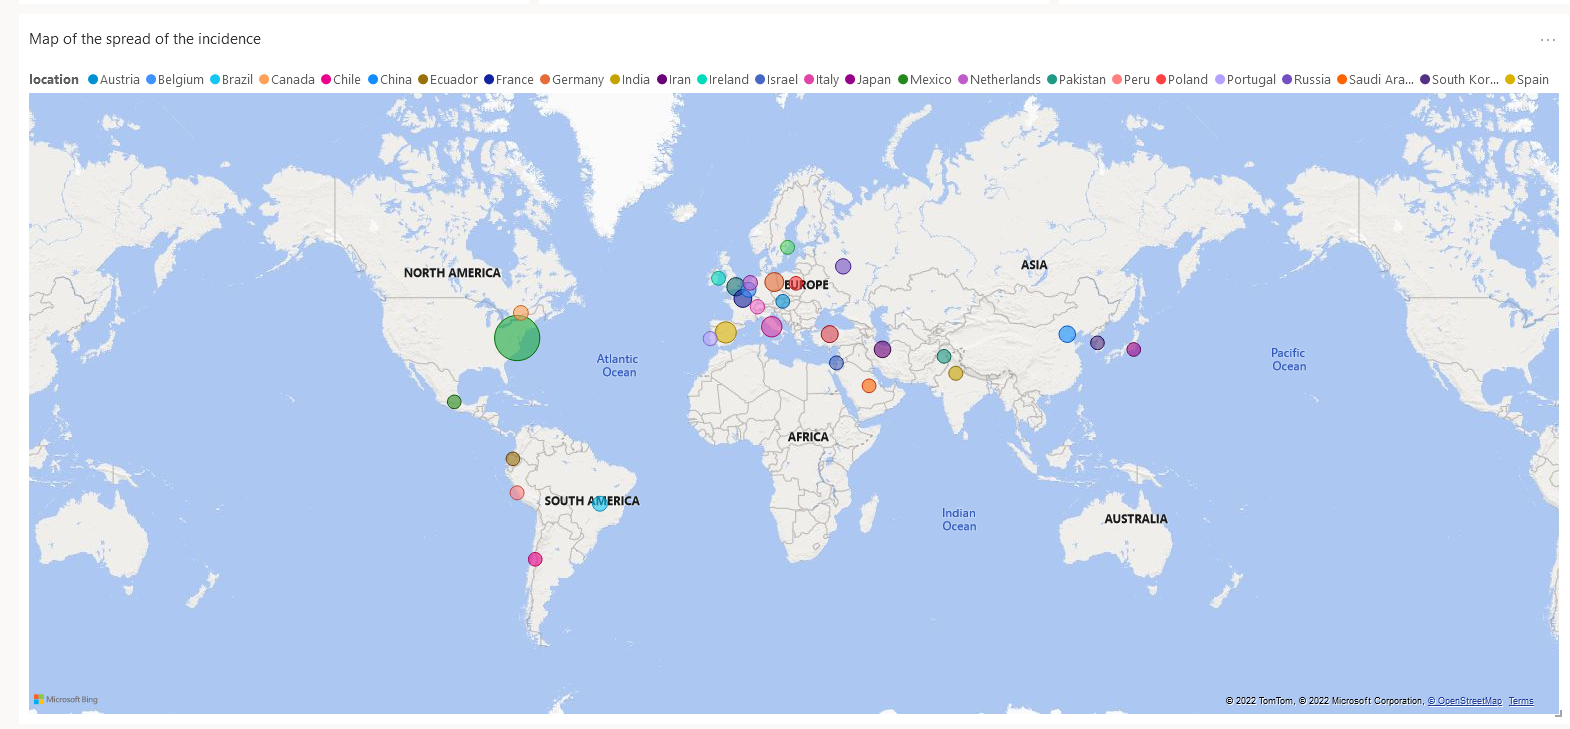 Map of the spread of the incidence
...
location Austria Belgium Brazil Canada Chile China Ecuador France Germany India Iran Ireland Israel Italy Japan Mexico Netherlands Pakistan Peru Poland Portugal Russia Saudi Ara... South Kor... Spain
NORTH AMERICA
ASIA
EUROPE
Atlantic
Ocean
Pacific
Ocean
AFRICA
SOUTH AMERICA
Indian
Ocean
AUSTRALIA
Microsoft Bing
© 2022 TomTom, © 2022 Microsoft Corporation, © OpenStreetMap Terms